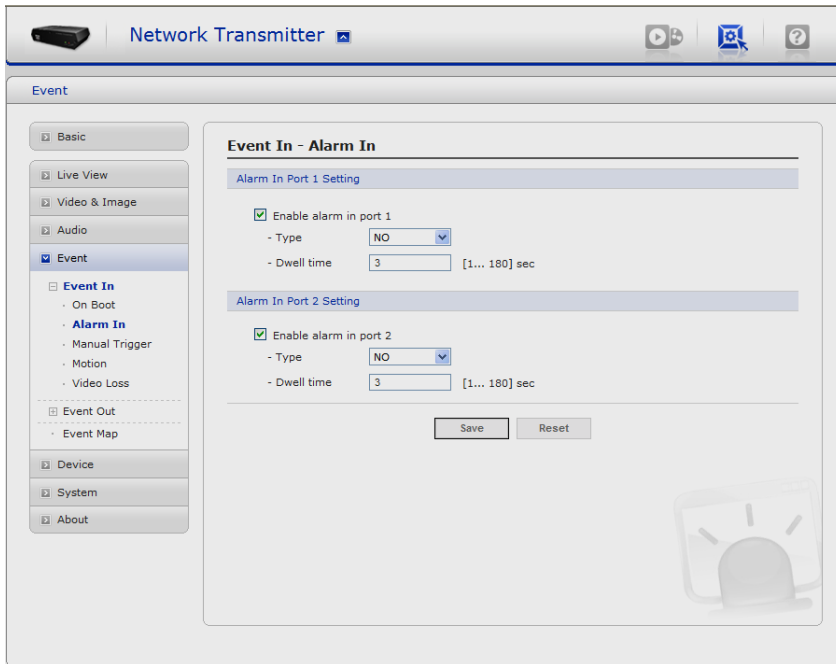 Network Transmitter
?
Event
Basic
Live View
Video & Image
Audio
Event
Event In
On Boot
Alarm In
Manual Trigger
Motion
Video Loss
Event Out
Event Map
Device
System
About
Event In - Alarm In
Alarm In Port 1 Setting
Enable alarm in port 1
- Type NO
- Dwell time 3 [1... 180] sec
Alarm In Port 2 Setting
Enable alarm in port 2
- Type NO
- Dwell time 3 [1... 180] sec
Save Reset